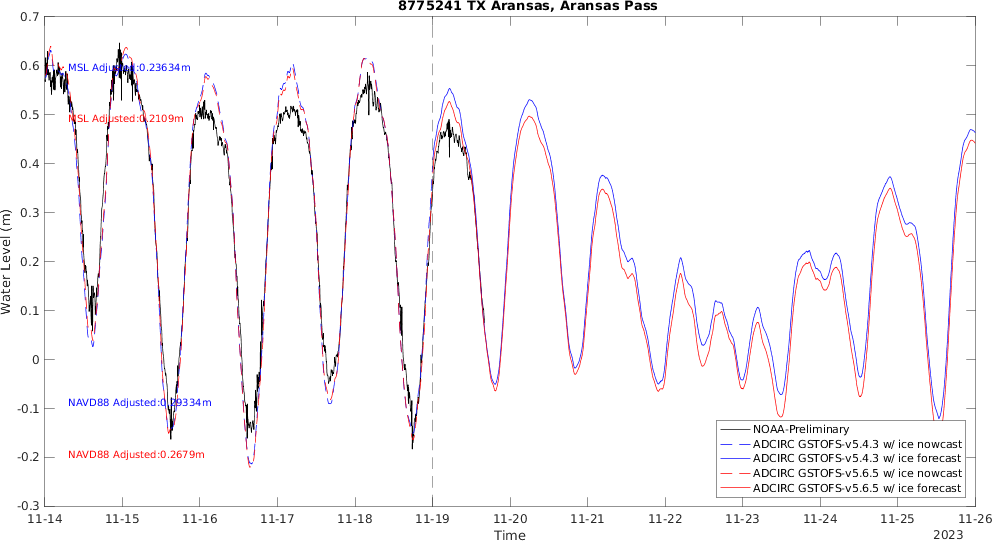 8775241 TX Aransas, Aransas Pass
0.7
0.6
0.5
0.4
0.3
0.2
0.1
0
-0.1
-0.2
-0.3
Water Level (m)
MSL Adjusted:0.23634m
MSL Adjusted:0.2109m
NAVD88 Adjusted:0.29334m
NAVD88 Adjusted:0.2679m
NOAA-Preliminary
ADCIRC GSTOFS-v5.4.3 w/ ice nowcast
ADCIRC GSTOFS-v5.4.3 w/ ice forecast
ADCIRC GSTOFS-v5.6.5 w/ ice nowcast
ADCIRC GSTOFS-v5.6.5 w/ ice forecast
11-14 11-15 11-16 11-17 11-18 11-19 11-20 11-21 11-22 11-23 11-24 11-25 11-26
Time
2023